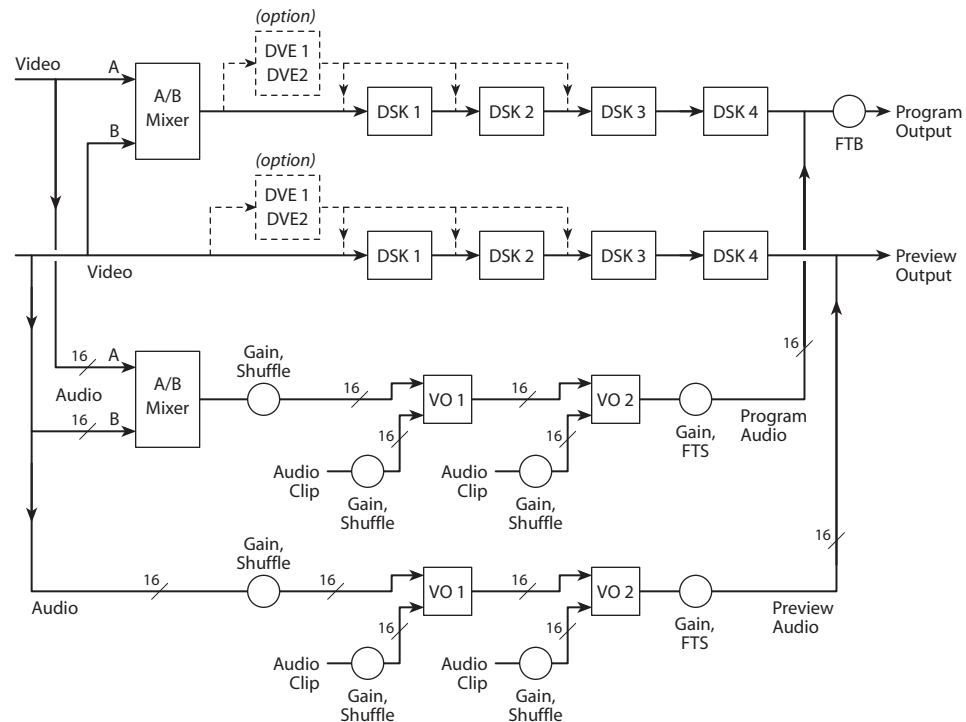 (option)
Video
A
DVE 1
DVE2
A/B
Mixer
DSK 1
DSK 2
DSK 3
DSK 4
Program
Output
B
FTB
(option)
DVE 1
DVE2
Video
DSK 1
DSK 2
DSK 3
DSK 4
Preview
Output
16
A
Audio
A/B
Mixer
16
B
Gain,
Shuffle
16
VO 1
16
VO 2
16
Audio
Clip
Gain,
Shuffle
16
Audio
Clip
Gain,
Shuffle
Gain,
FTS
Program
Audio
16
Audio
16
Gain,
Shuffle
16
VO 1
16
VO 2
16
Audio
Clip
Gain,
Shuffle
16
Audio
Clip
Gain,
Shuffle
Gain,
FTS
Preview
Audio
16